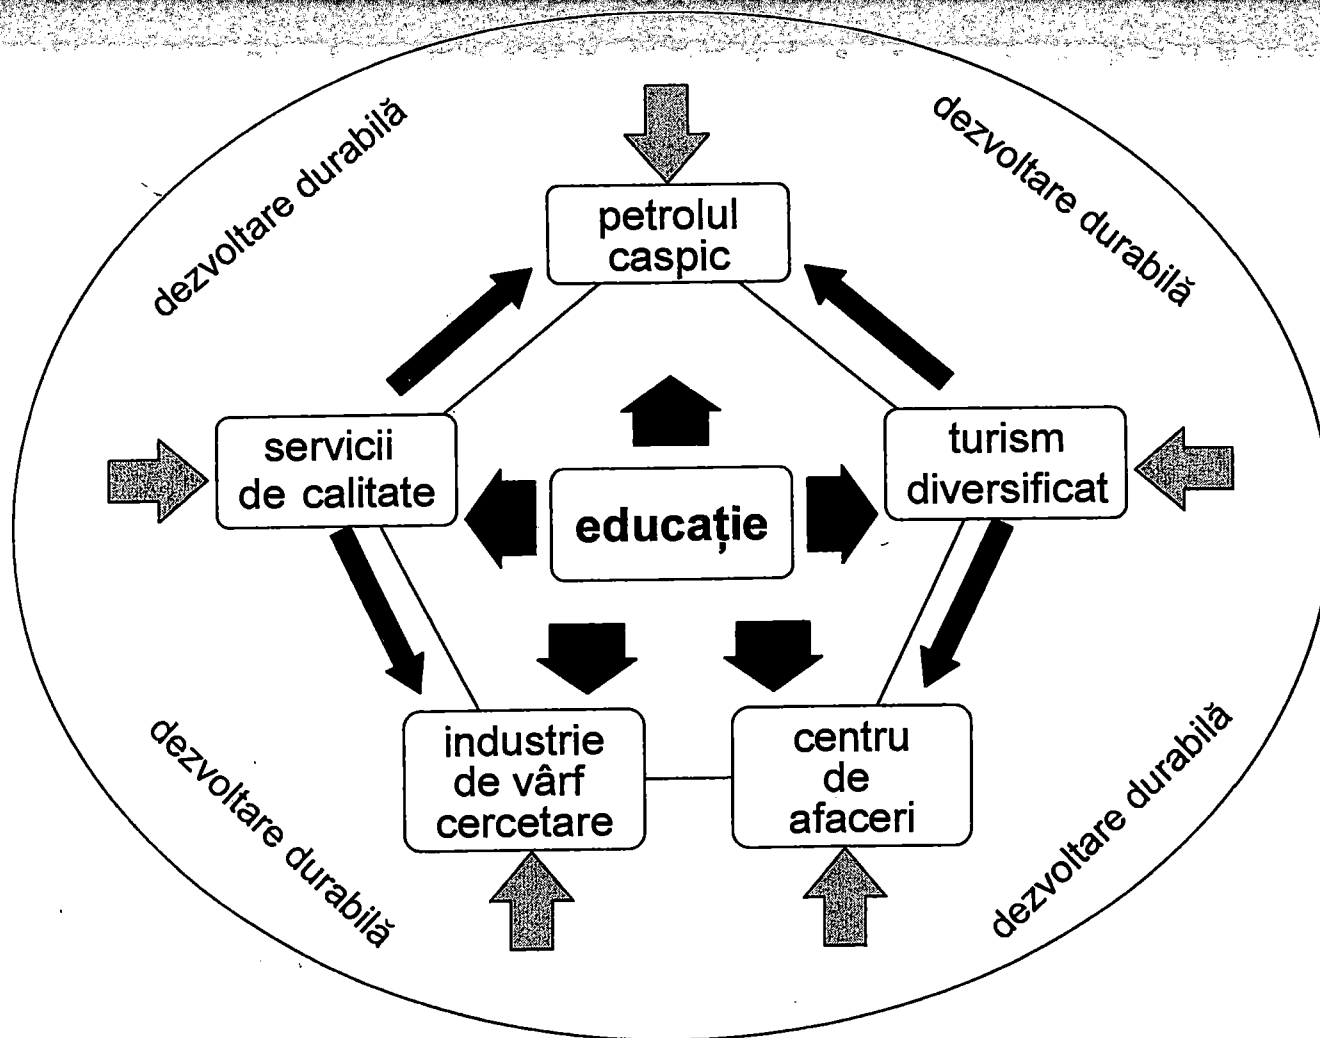 dezvoltare durabilă
dezvoltare durabilă
petrolul
caspic
servicii
de calitate
educație
turism
diversificat
industrie
de vârf
cercetare
centru
de
afaceri
dezvoltare durabilă
dezvoltare durabilă